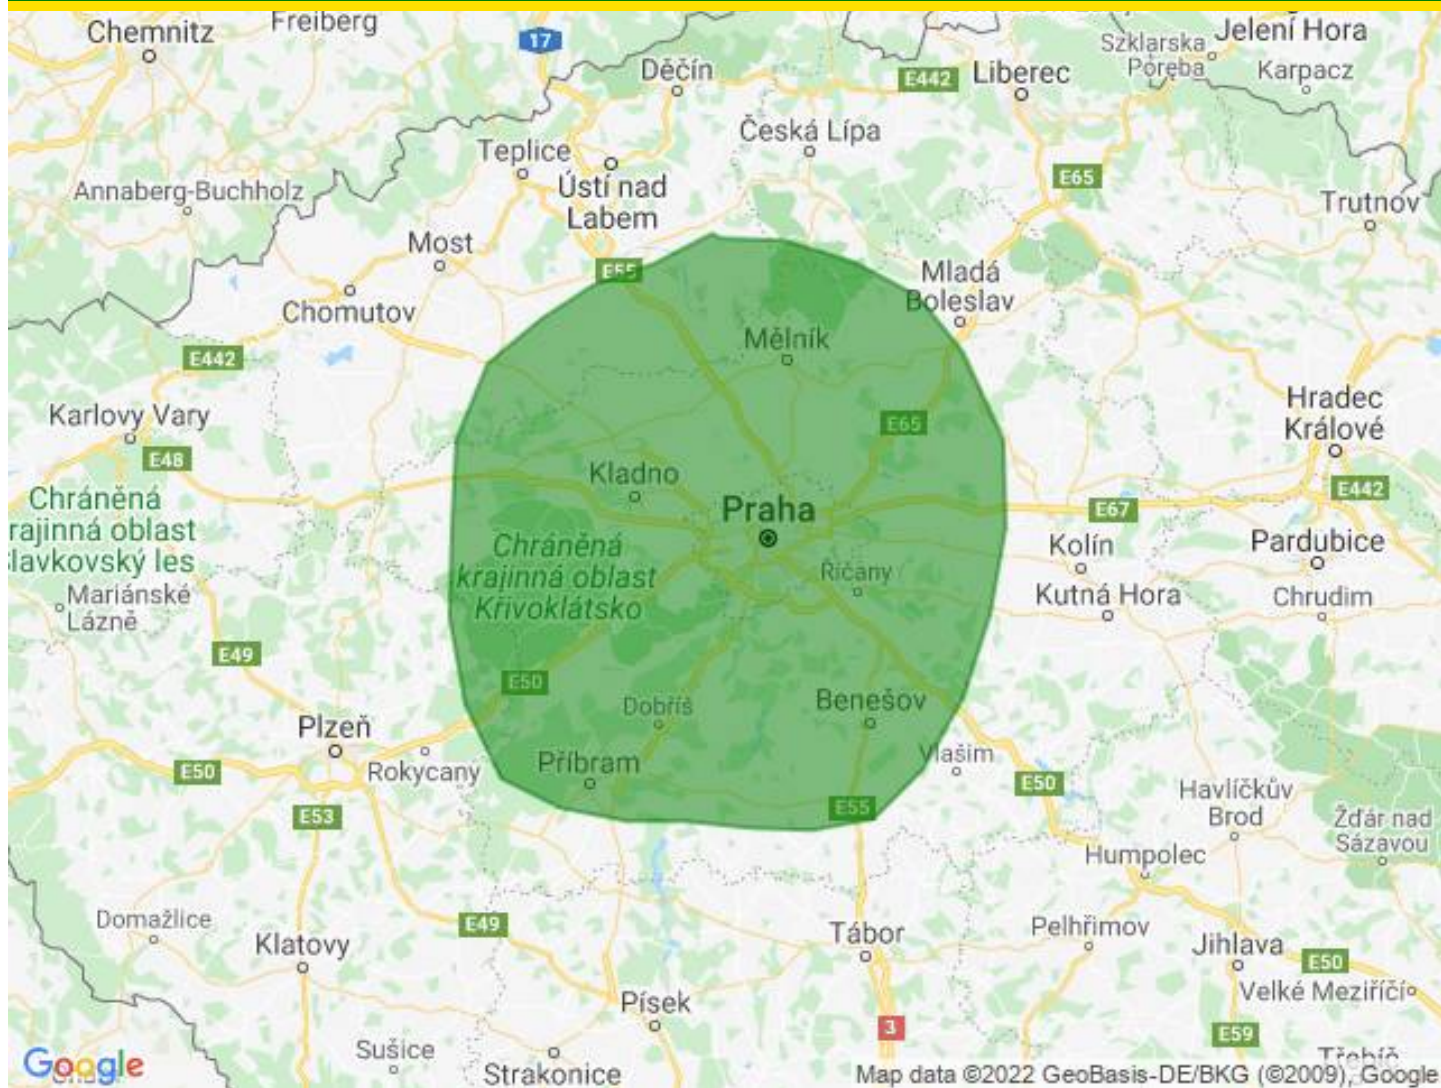 Chemnitz
Freiberg
17
Děčín
E442
Liberec
Szklarska
Poręba
Jelení Hora
Karpacz
Česká Lípa
Teplice
Ústí nad
Labem
Annaberg-Buchholz
E65
Trutnov
Most
E55
Mladá
Boleslav
Chomutov
Mělník
E442
Karlovy Vary
E48
E65
Hradec
Králové
Kladno
Praha
E442
E67
Chráněná
rajinná oblast
Slavkovský les
Chráněná
krajinná oblast
Křivoklátsko
Říčany
Kolín
Pardubice
Mariánské
Lázně
Kutná Hora
Chrudim
E49
E50
Dobříš
Benešov
Plzeň
Rokycany
Příbram
Vlašim
E50
E50
E53
E55
Havlíčkův
Brod
Žďár nad
Sázavou
Humpolec
Domažlice
E49
Klatovy
Tábor
Pelhřimov
Jihlava
E50
Velké Meziříčí
Písek
3
E59
Sušice
Strakonice
Třebíč
Google
Map data ©2022 GeoBasis-DE/BKG (©2009), Google